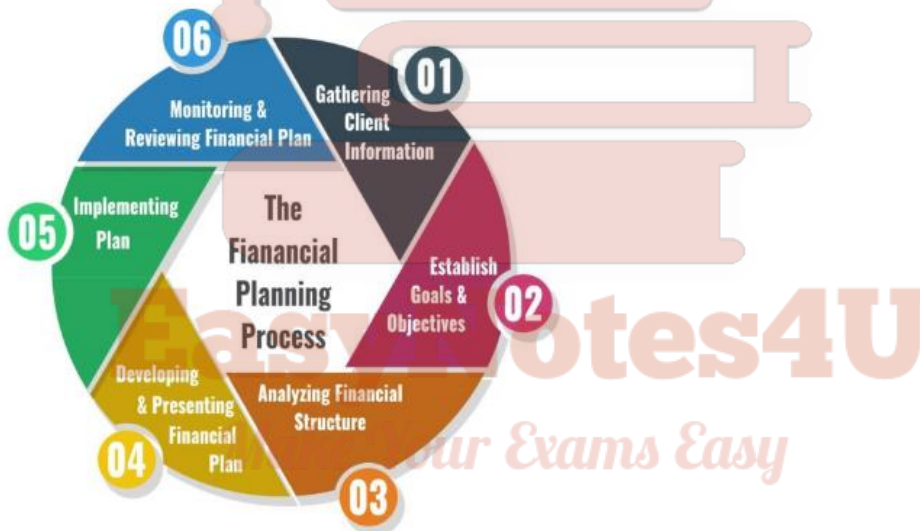 The
Fianancial
Planning
Process
01
Gathering
Client
Information
02
Establish
Goals &
Objectives
03
Analyzing Financial
Structure
04
Developing
& Presenting
Financial
Plan
05
Implementing
Plan
06
Monitoring &
Reviewing Financial Plan
EasyNotes4U
Your Exams Easy